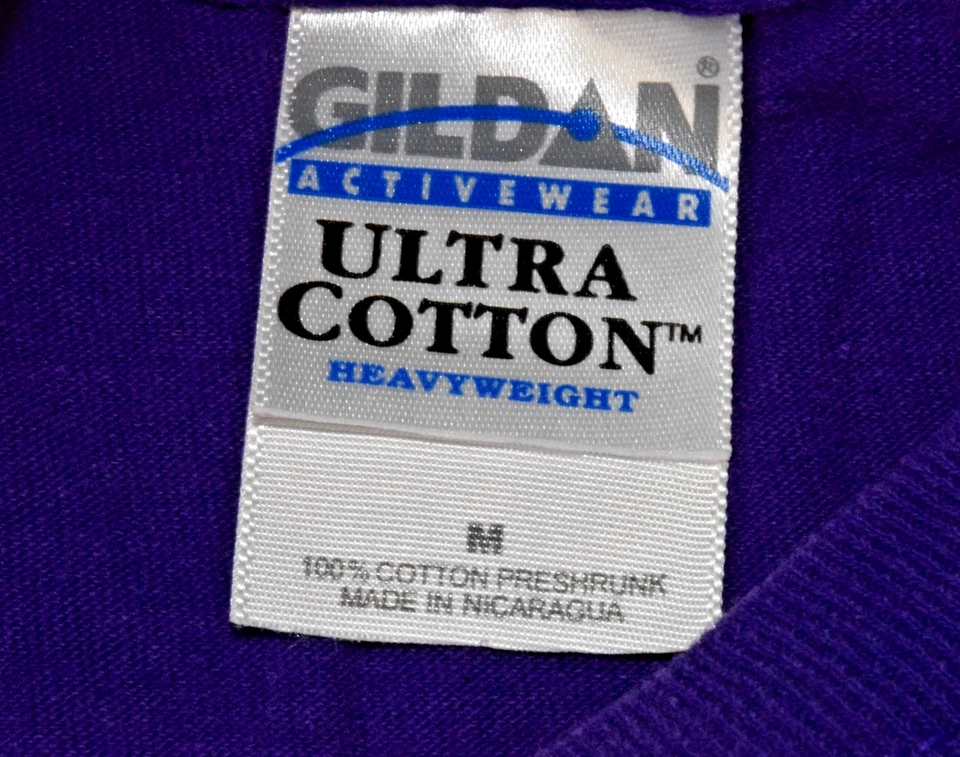 GILDAN®
ACTIVEWEAR
ULTRA
COTTON™
HEAVYWEIGHT
M
100% COTTON PRESHRUNK
MADE IN NICARAGUA